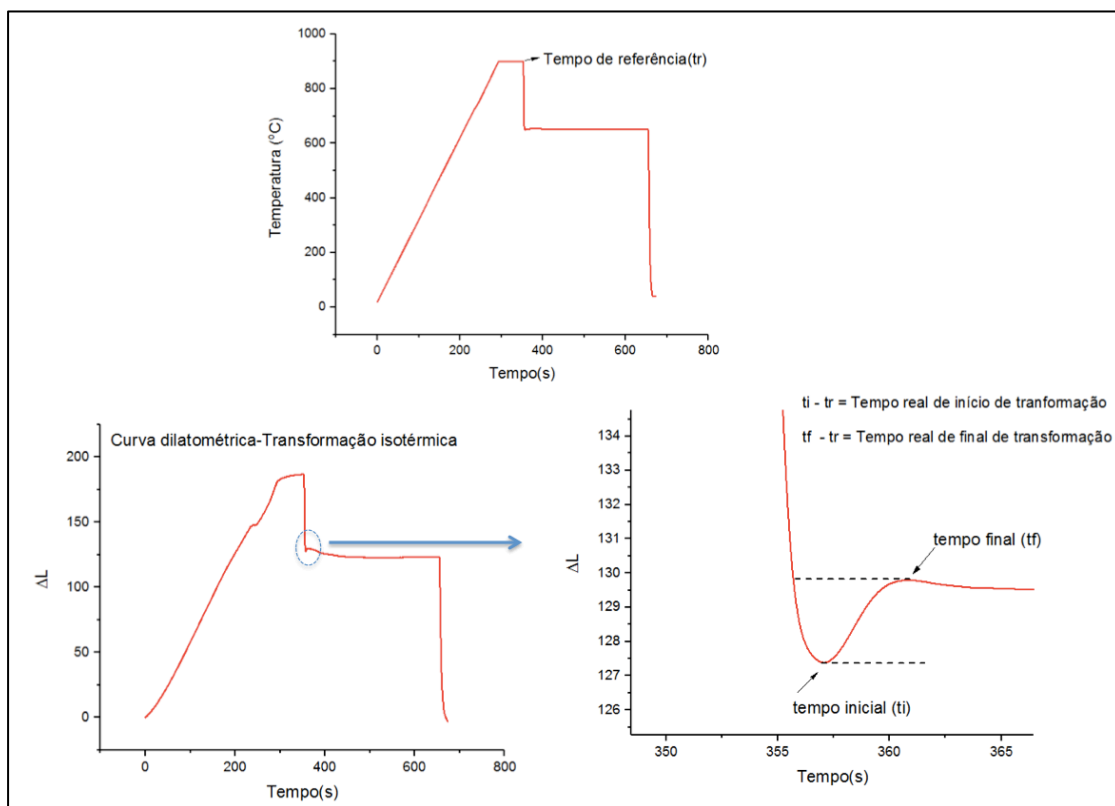 1000
800
600
400
200
0
Temperatura (°C)
Tempo de referência(tr)
0 200 400 600 800
Tempo(s)
Curva dilatométrica-Transformação isotérmica
200
150
100
50
0
ΔL
0 200 400 600 800
Tempo(s)
ti - tr = Tempo real de início de tranformação
tf - tr = Tempo real de final de transformação
134
133
132
131
130
129
128
127
126
ΔL
tempo final (tf)
tempo inicial (ti)
350 355 360 365
Tempo(s)